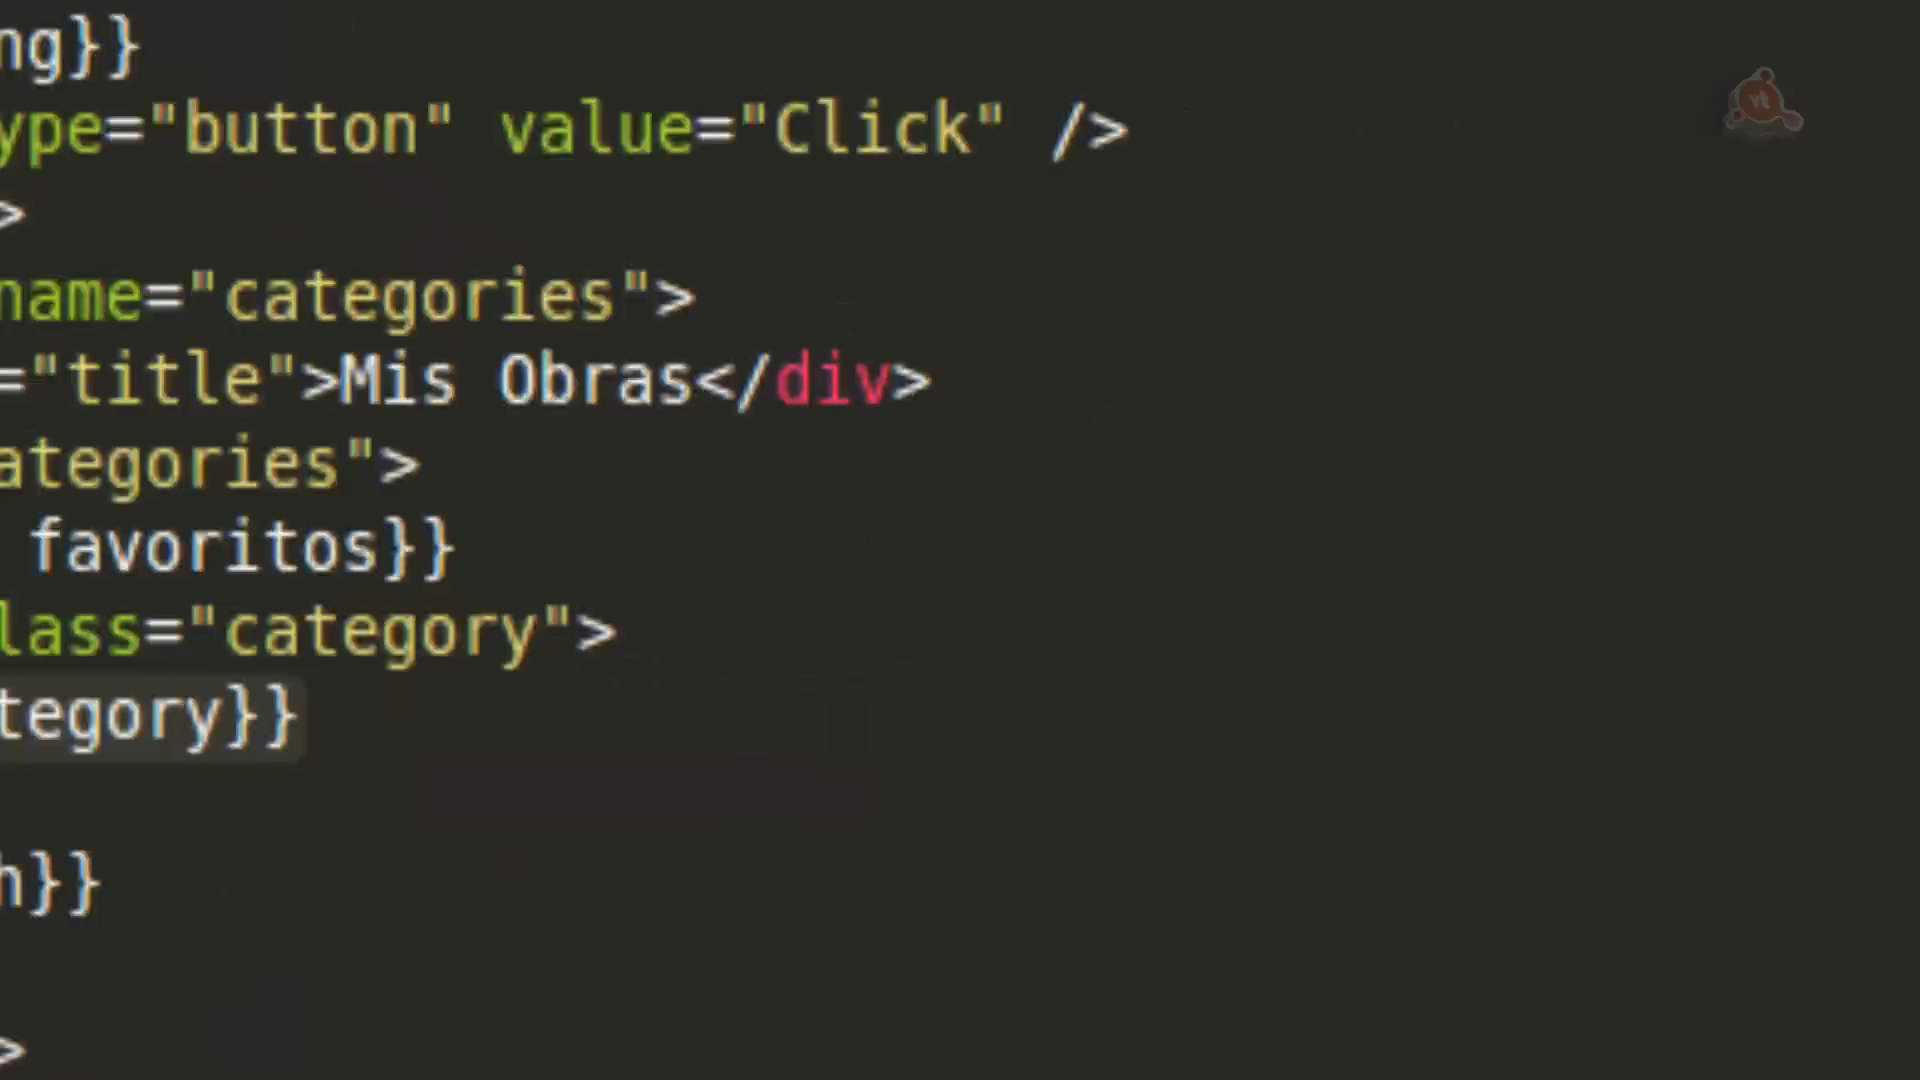 ng}}
ype="button" value="Click" />
>
name="categories">
="title">Mis Obras</div>
ategories">
favoritos}}
lass="category">
tegory}}
h}}
>